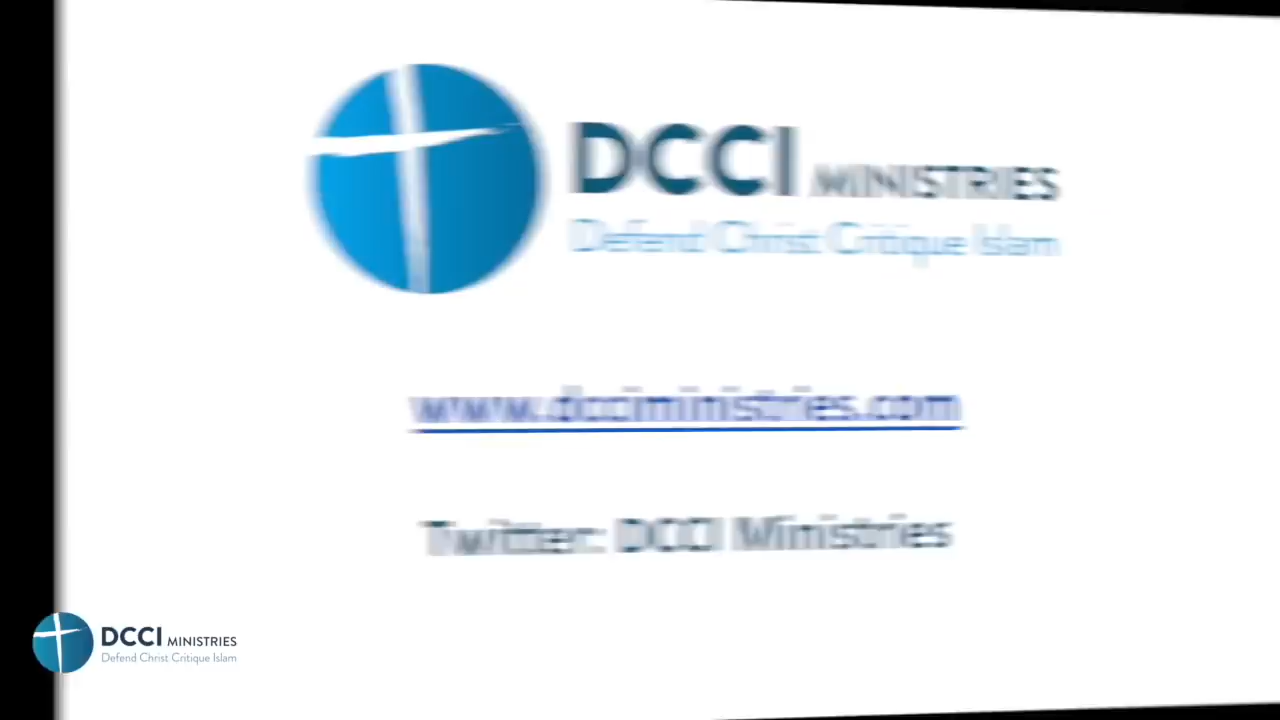 DCCI MINISTRIES
Defend Christ Critique Islam
www.dcciministries.com
Twitter: DCCI Ministries
DCCI MINISTRIES
Defend Christ Critique Islam